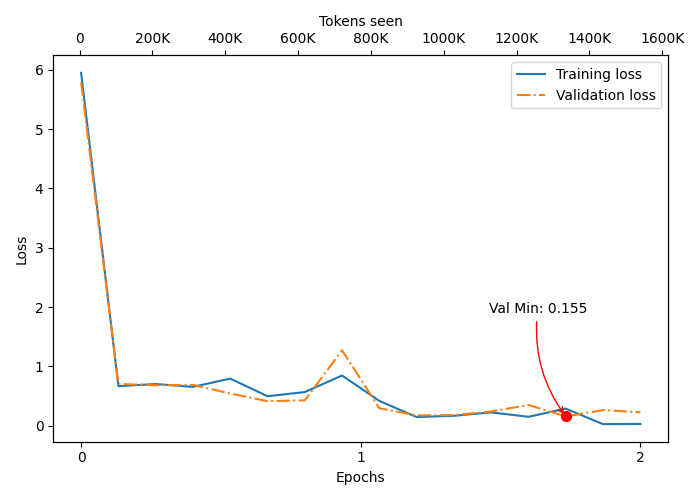 Tokens seen
0 200K 400K 600K 800K 1000K 1200K 1400K 1600K
Training loss
Validation loss
6
5
4
3
2
1
0
Loss
Val Min: 0.155
0 1 2
Epochs